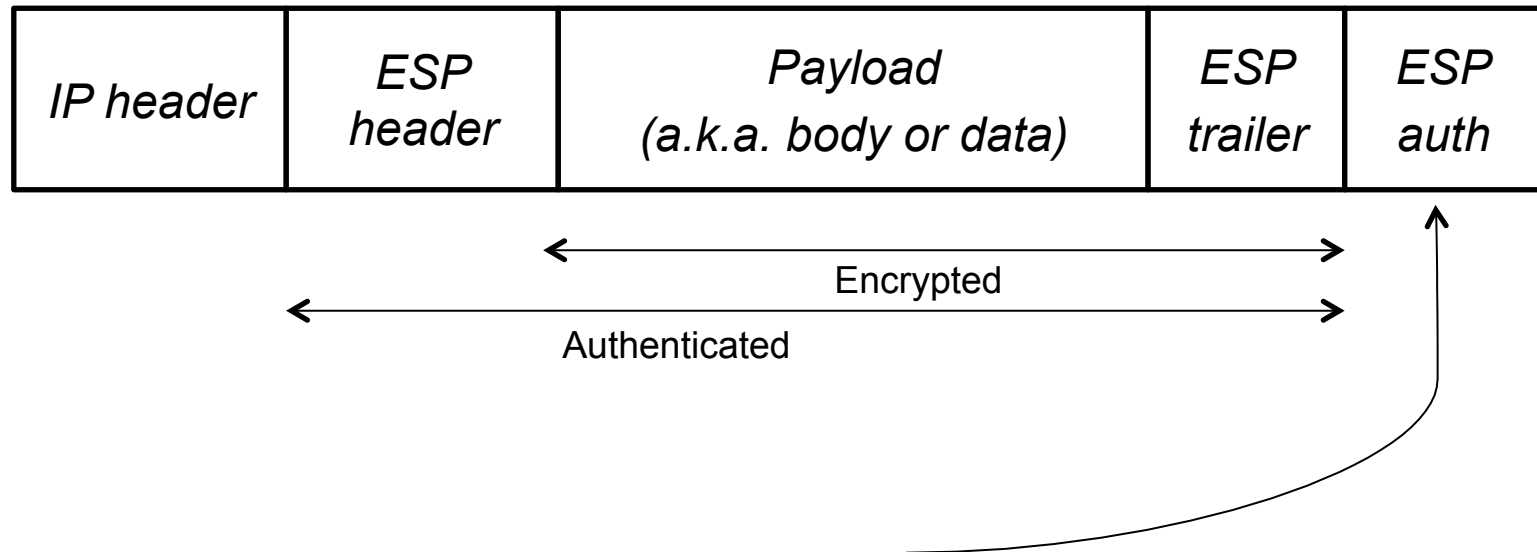 IP header
ESP
header
Payload
(a.k.a. body or data)
ESP
trailer
ESP
auth
Encrypted
Authenticated